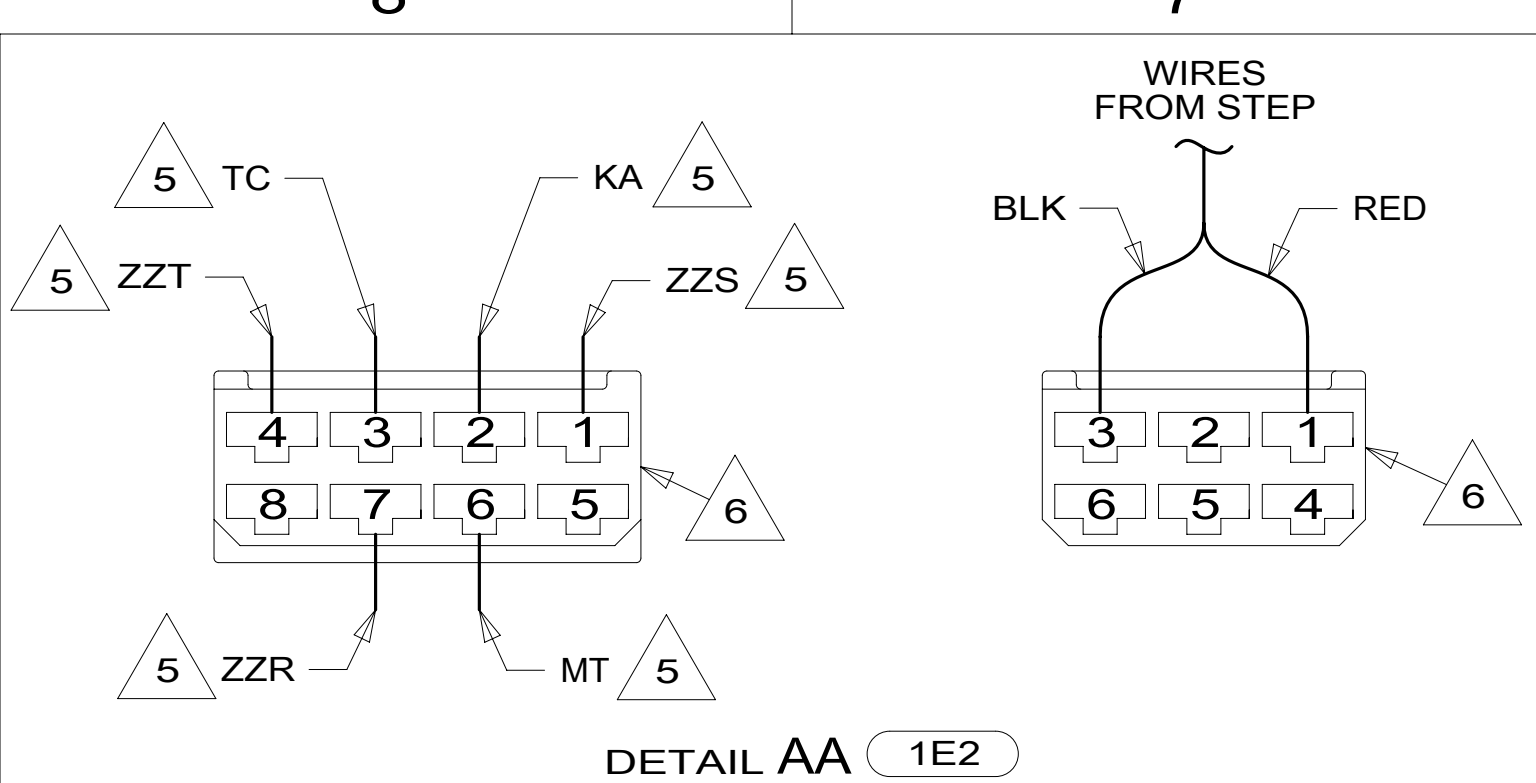 8 7
WIRES
FROM STEP
5 TC KA 5
BLK RED
5 ZZT ZZS 5
4 3 2 1
3 2 1
8 7 6 5
6
6 5 4
6
5 ZZR MT 5
DETAIL AA 1E2